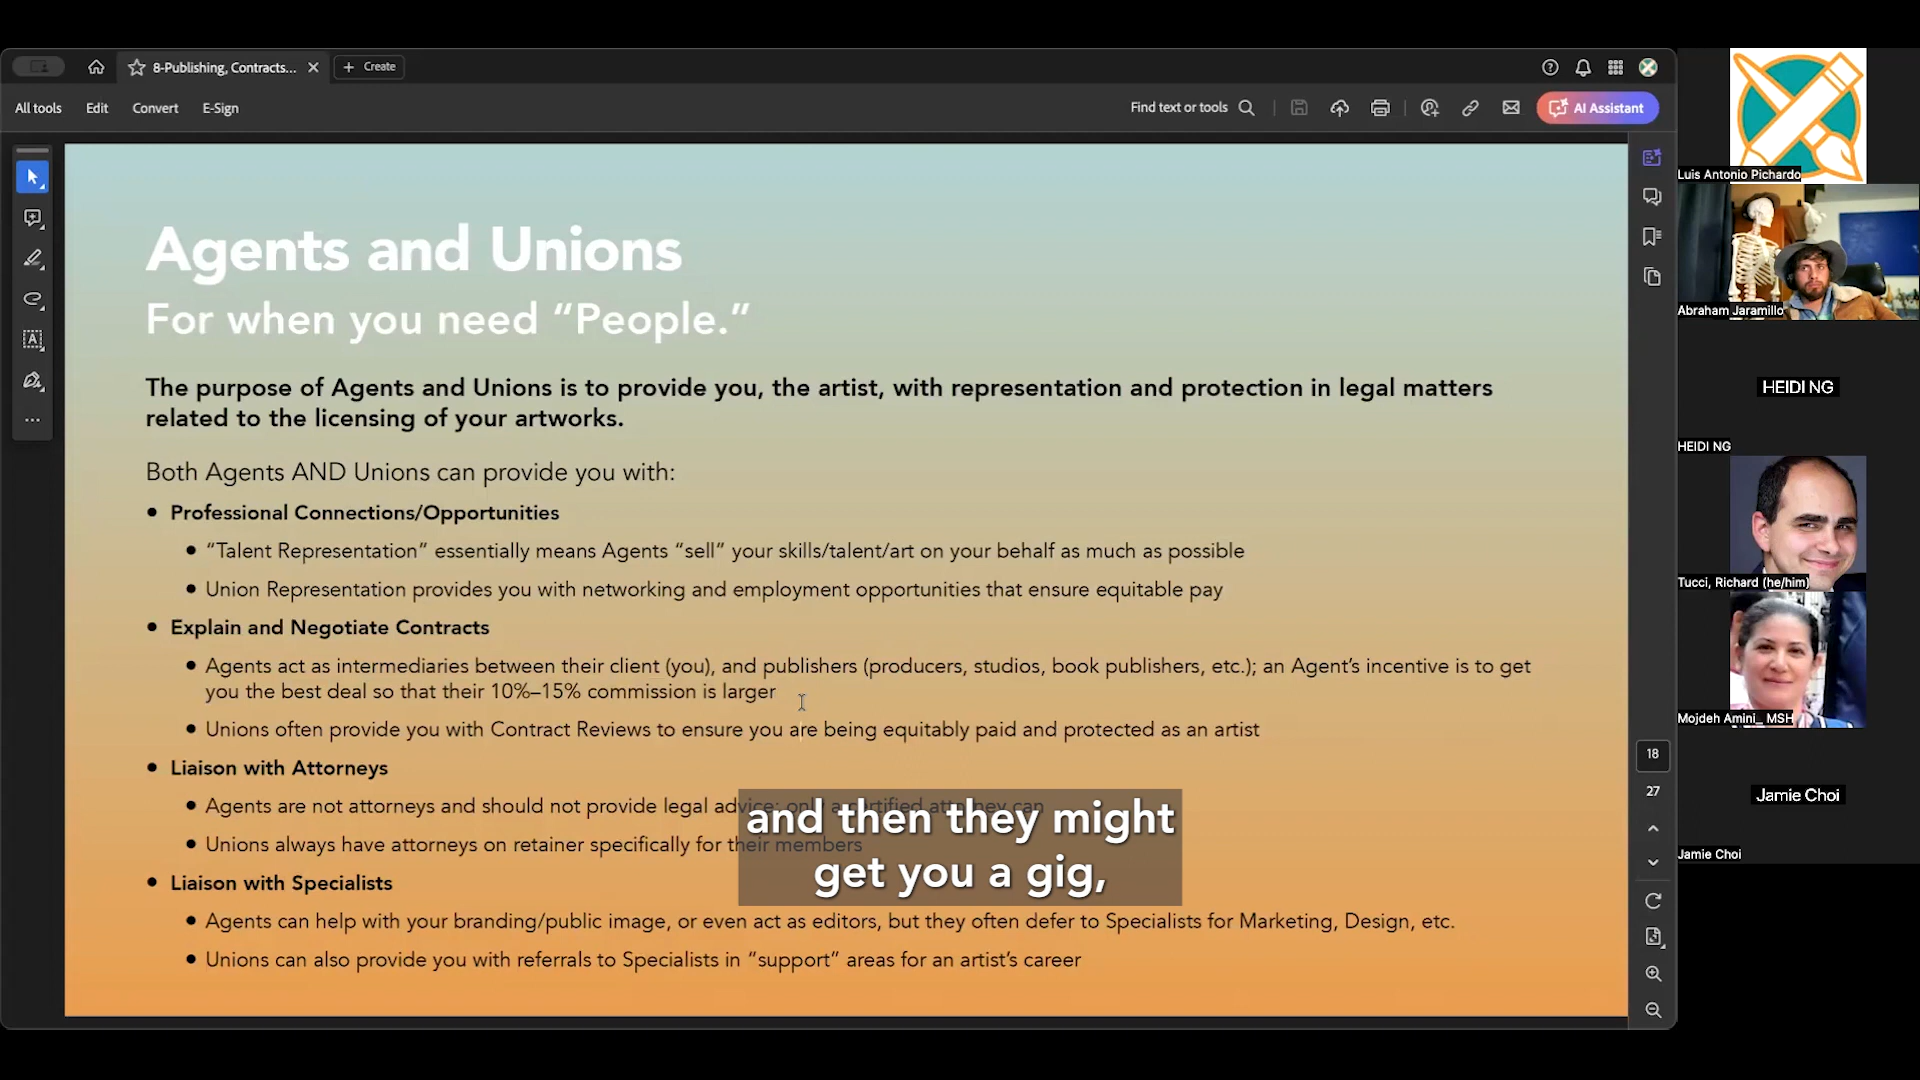 8-Publishing, Contracts...
Create
All tools
Edit
Convert
E-Sign
Find text or tools
AI Assistant
Agents and Unions
For when you need “People.”
The purpose of Agents and Unions is to provide you, the artist, with representation and protection in legal matters
related to the licensing of your artworks.
Both Agents AND Unions can provide you with:
• Professional Connections/Opportunities
• “Talent Representation” essentially means Agents “sell” your skills/talent/art on your behalf as much as possible
• Union Representation provides you with networking and employment opportunities that ensure equitable pay
• Explain and Negotiate Contracts
• Agents act as intermediaries between their client (you), and publishers (producers, studios, book publishers, etc.); an Agent’s incentive is to get
you the best deal so that their 10%–15% commission is larger
• Unions often provide you with Contract Reviews to ensure you are being equitably paid and protected as an artist
• Liaison with Attorneys
• Agents are not attorneys and should not provide legal advice; only a certified attorney can
• Unions always have attorneys on retainer specifically for their members
• Liaison with Specialists
• Agents can help with your branding/public image, or even act as editors, but they often defer to Specialists for Marketing, Design, etc.
• Unions can also provide you with referrals to Specialists in “support” areas for an artist’s career
and then they might
get you a gig,
18
27
Luis Antonio Pichardo
Abraham Jaramillo
HEIDI NG
HEIDI NG
Tucci, Richard (he/him)
Mojdeh Amini_ MSH
Jamie Choi
Jamie Choi